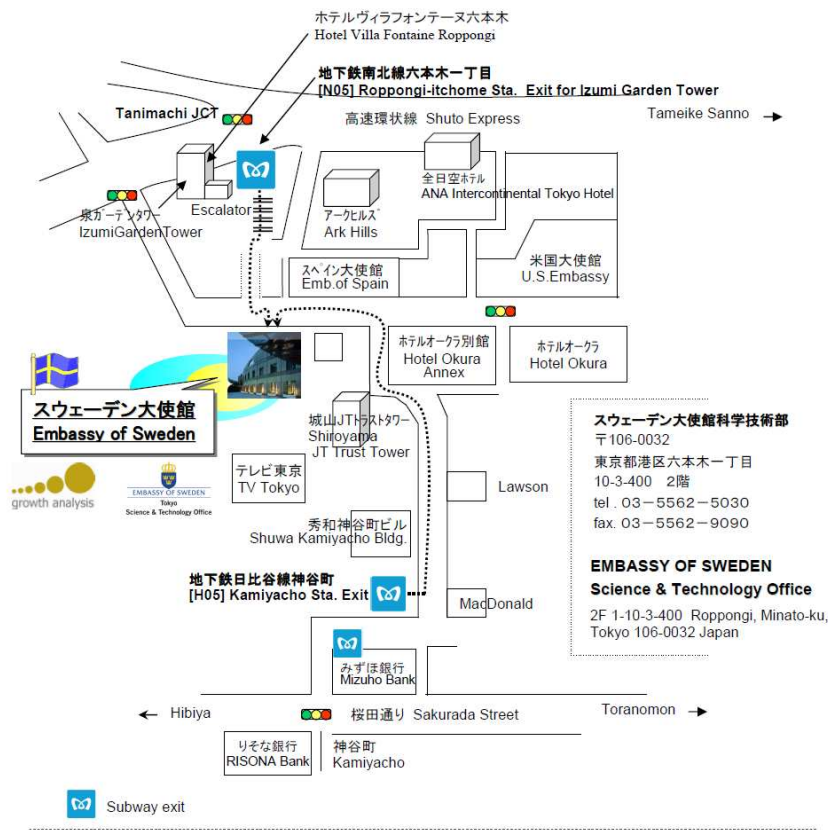 ホテルヴィラフォンテーヌ六本木
Hotel Villa Fontaine Roppongi
地下鉄南北線六本木一丁目
[N05] Roppongi-itchome Sta. Exit for Izumi Garden Tower
Tanimachi JCT
高速環状線 Shuto Express
Tameike Sanno
全日空ホテル
ANA Intercontinental Tokyo Hotel
泉ガーデンタワー
IzumiGardenTower
Escalator
アークヒルズ
Ark Hills
スペイン大使館
Emb.of Spain
米国大使館
U.S.Embassy
ホテルオークラ別館
Hotel Okura
Annex
ホテルオークラ
Hotel Okura
スウェーデン大使館
Embassy of Sweden
城山JTトラストタワー
Shiroyama
JT Trust Tower
growth analysis
EMBASSY OF SWEDEN
Tokyo
Science & Technology Office
テレビ東京
TV Tokyo
Lawson
秀和神谷町ビル
Shuwa Kamiyacho Bldg.
地下鉄日比谷線神谷町
[H05] Kamiyacho Sta. Exit
MacDonald
みずほ銀行
Mizuho Bank
スウェーデン大使館科学技術部
〒106-0032
東京都港区六本木一丁目
10-3-400 2階
tel . 03-5562-5030
fax. 03-5562-9090
EMBASSY OF SWEDEN
Science & Technology Office
2F 1-10-3-400 Roppongi, Minato-ku,
Tokyo 106-0032 Japan
Hibiya
桜田通り Sakurada Street
Toranomon
りそな銀行
RISONA Bank
神谷町
Kamiyacho
Subway exit